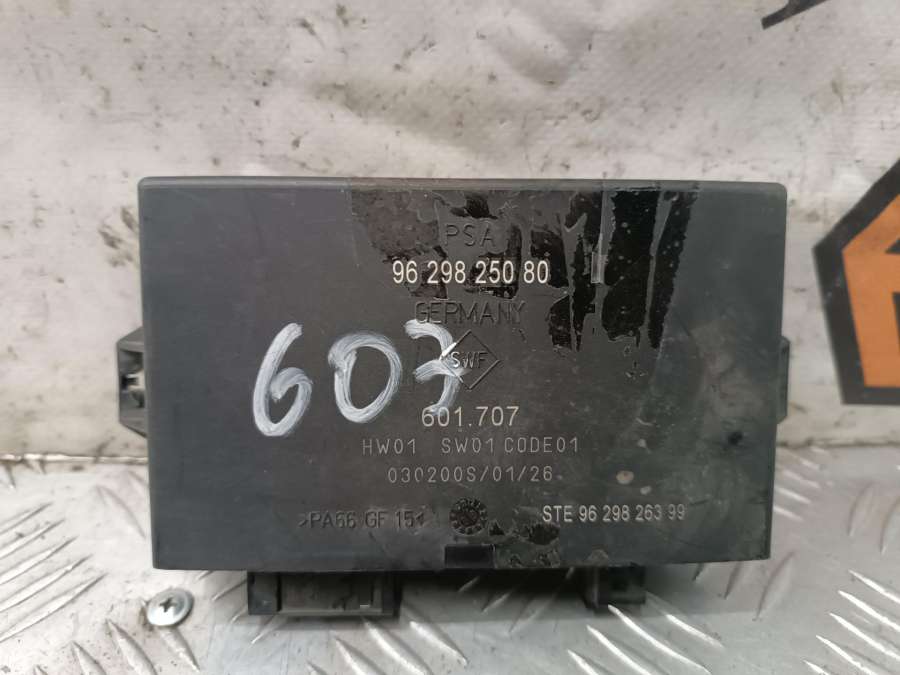 PSA
96 298 250 80
GERMANY
SWF
603
601.707
HW01 SW01 CODE01
030200S/01/26
>PA66 GF 15<
STE 96 298 263 99